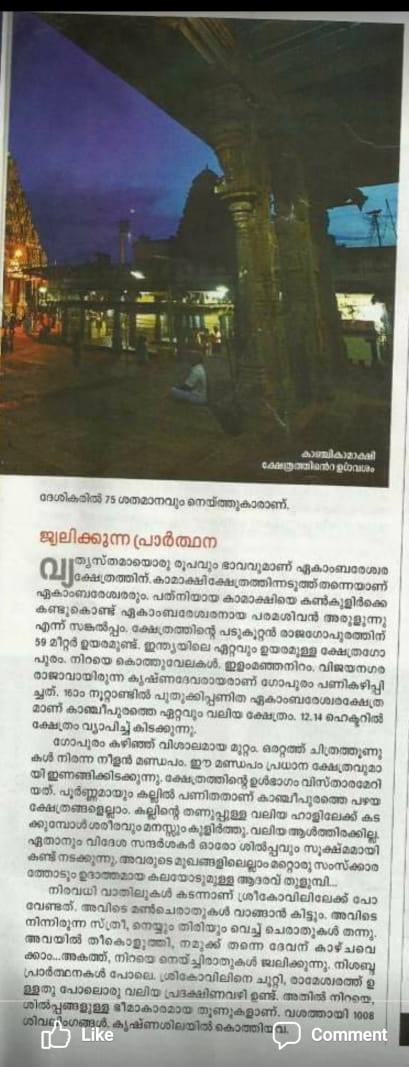 കാഞ്ചികാമാക്ഷി
ക്ഷേത്രത്തിൻെറ ഉൾവശം
ദേശികരിൽ 75 ശതമാനവും നെയ്ത്തുകാരാണ്.
ജ്വലിക്കുന്ന പ്രാർത്ഥന
വ്യത്യസ്തമായൊരു രൂപവും ഭാവവുമാണ് ഏകാംബരേശ്വര
ക്ഷേത്രത്തിന്. കാമാക്ഷിക്ഷേത്രത്തിനടുത്ത് തന്നെയാണ്
ഏകാംബരേശ്വരരും. പത്നിയായ കാമാക്ഷിയെ കൺകുളിർക്കെ
കണ്ടുകൊണ്ട് ഏകാംബരേശ്വരനായ പരമശിവൻ അരുളുന്നു
എന്ന് സങ്കൽപം. ക്ഷേത്രത്തിന്റെ പടുകൂറ്റൻ രാജഗോപുരത്തിന്
59 മീറ്റർ ഉയരമുണ്ട്. ഇന്ത്യയിലെ ഏറ്റവും ഉയരമുള്ള ക്ഷേത്രഗോ
പുരം. നിറയെ കൊത്തുവേലകൾ. ഇളംമഞ്ഞനിറം. വിജയനഗര
രാജാവായിരുന്ന കൃഷ്ണദേവരായരാണ് ഗോപുരം പണികഴിപ്പി
ച്ചത്. 16ാം നൂറ്റാണ്ടിൽ പുതുക്കിപ്പണിത ഏകാംബരേശ്വരക്ഷേത്ര
മാണ് കാഞ്ചീപുരത്തെ ഏറ്റവും വലിയ ക്ഷേത്രം. 12.14 ഹെക്ടറിൽ
ക്ഷേത്രം വ്യാപിച്ച് കിടക്കുന്നു.
ഗോപുരം കഴിഞ്ഞ് വിശാലമായ മുറ്റം. ഒരറ്റത്ത് ചിത്രത്തൂണു
കൾ നിരന്ന നീളൻ മണ്ഡപം. ഈ മണ്ഡപം പ്രധാന ക്ഷേത്രവുമാ
യി ഇണങ്ങിക്കിടക്കുന്നു. ക്ഷേത്രത്തിന്റെ ഉൾഭാഗം വിസ്താരമേറി
യത്. പൂർണ്ണമായും കല്ലിൽ പണിതതാണ് കാഞ്ചീപുരത്തെ പഴയ
ക്ഷേത്രങ്ങളെല്ലാം. കല്ലിന്റെ തണുപ്പുള്ള വലിയ ഹാളിലേക്ക് കട
ക്കുമ്പോൾ ശരീരവും മനസ്സും കുളിർത്തു. വലിയ ആൾത്തിരക്കില്ല.
ഏതാനും വിദേശ സന്ദർശകർ ഓരോ ശിൽപ്പവും സൂക്ഷ്മമായി
കണ്ട് നടക്കുന്നു. അവരുടെ മുഖങ്ങളിലെല്ലാം മറ്റൊരു സംസ്ക്കാര
ത്തോടും ഉദാത്തമായ കലയോടുമുള്ള ആദരവ് തുളുമ്പി...
നിരവധി വാതിലുകൾ കടന്നാണ് ശ്രീകോവിലിലേക്ക് പോ
വേണ്ടത്. അവിടെ മൺചെരാതുകൾ വാങ്ങാൻ കിട്ടും. അവിടെ
നിന്നിരുന്ന സ്ത്രീ, നെയ്യും തിരിയും വെച്ച് ചെരാതുകൾ തന്നു.
അവയിൽ തീകൊളുത്തി, നമുക്ക് തന്നെ ദേവന് കാഴ്ചവെ
ക്കാം...അകത്ത്, നിറയെ നെയ്ച്ചിരാതുകൾ ജ്വലിക്കുന്നു. നിശബ്ദ
പ്രാർത്ഥനകൾ പോലെ. ശ്രീകോവിലിനെ ചുറ്റി, രാമേശ്വരത്ത് ഉ
ള്ളതു പോലൊരു വലിയ പ്രദക്ഷിണവഴി ഉണ്ട്. അതിൽ നിറയെ,
ശിൽപ്പങ്ങളുള്ള ഭീമാകാരമായ തൂണുകളാണ്. വശത്തായി 1008
ശിവലിംഗങ്ങൾ. കൃഷ്ണശിലയിൽ കൊത്തിയവ.
Like
Comment